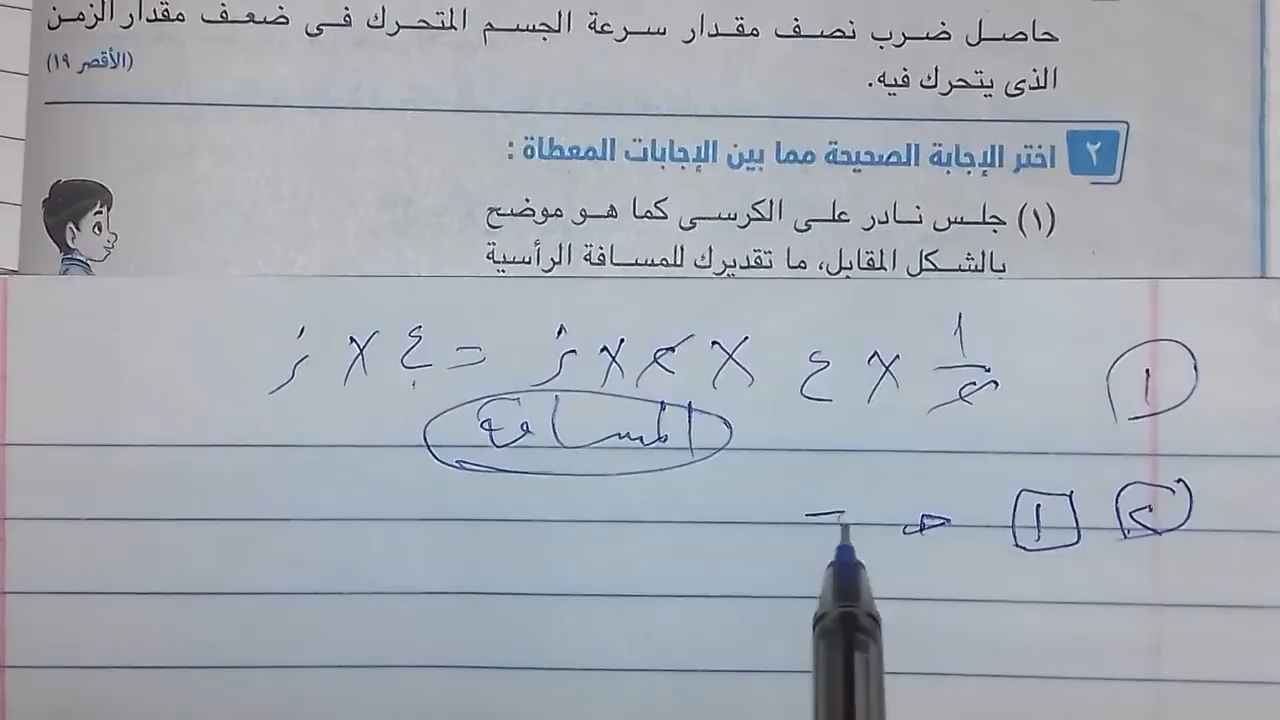 حاصل ضرب نصف مقدار سرعة الجسم المتحرك فى ضعف مقدار الزمن
الذى يتحرك فيه.
(الأقصر ١٩)
٢ اختر الإجابة الصحيحة مما بين الإجابات المعطاة :
(١) جلس نادر على الكرسى كما هو موضح
بالشكل المقابل، ما تقديرك للمسافة الرأسية
١ ١/٢ × ع × ٢ × ز = ع × ز
المسافة
٢ ١